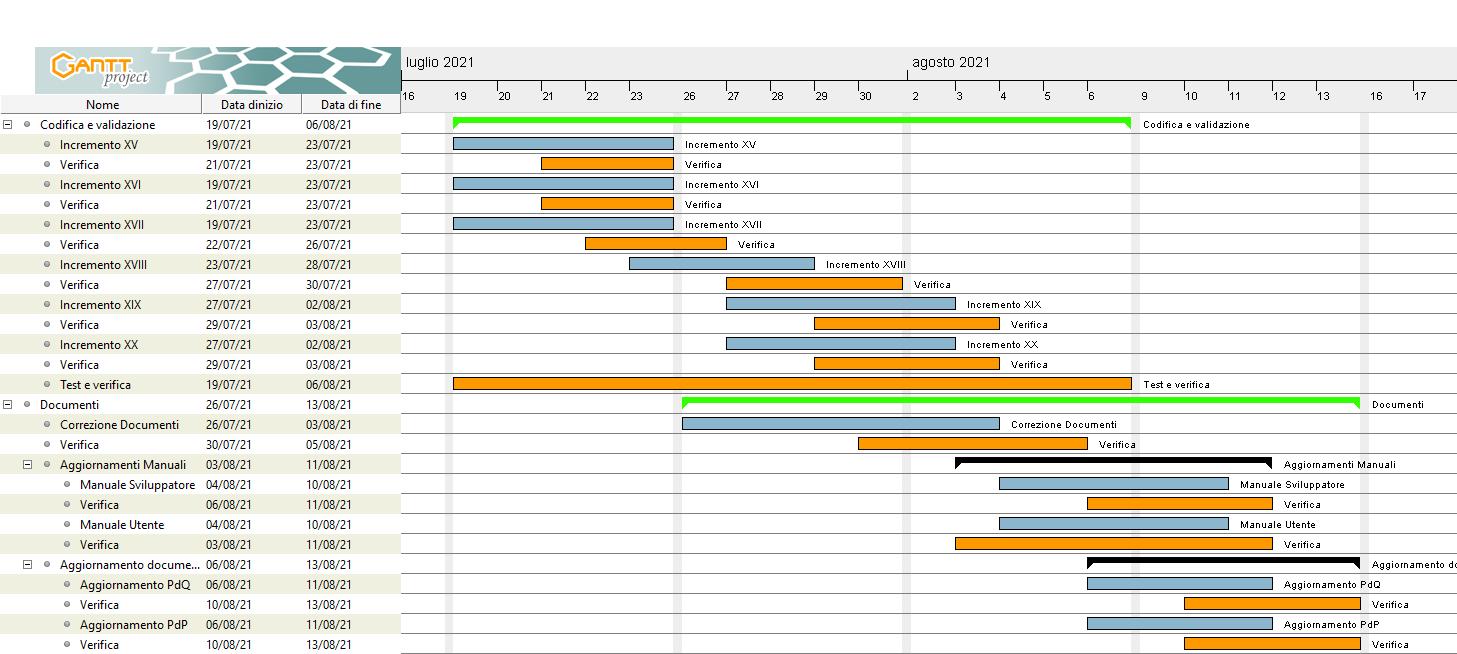 GANTT
project
luglio 2021 agosto 2021
16 19 20 21 22 23 26 27 28 29 30 2 3 4 5 6 9 10 11 12 13 16 17
Nome Data dinizio Data di fine
Codifica e validazione 19/07/21 06/08/21 Codifica e validazione
Incremento XV 19/07/21 23/07/21 Incremento XV
Verifica 21/07/21 23/07/21 Verifica
Incremento XVI 19/07/21 23/07/21 Incremento XVI
Verifica 21/07/21 23/07/21 Verifica
Incremento XVII 19/07/21 23/07/21 Incremento XVII
Verifica 22/07/21 26/07/21 Verifica
Incremento XVIII 23/07/21 28/07/21 Incremento XVIII
Verifica 27/07/21 30/07/21 Verifica
Incremento XIX 27/07/21 02/08/21 Incremento XIX
Verifica 29/07/21 03/08/21 Verifica
Incremento XX 27/07/21 02/08/21 Incremento XX
Verifica 29/07/21 03/08/21 Verifica
Test e verifica 19/07/21 06/08/21 Test e verifica
Documenti 26/07/21 13/08/21 Documenti
Correzione Documenti 26/07/21 03/08/21 Correzione Documenti
Verifica 30/07/21 05/08/21 Verifica
Aggiornamenti Manuali 03/08/21 11/08/21 Aggiornamenti Manuali
Manuale Sviluppatore 04/08/21 10/08/21 Manuale Sviluppatore
Verifica 06/08/21 11/08/21 Verifica
Manuale Utente 04/08/21 10/08/21 Manuale Utente
Verifica 03/08/21 11/08/21 Verifica
Aggiornamento docume... 06/08/21 13/08/21 Aggiornamento do
Aggiornamento PdQ 06/08/21 11/08/21 Aggiornamento PdQ
Verifica 10/08/21 13/08/21 Verifica
Aggiornamento PdP 06/08/21 11/08/21 Aggiornamento PdP
Verifica 10/08/21 13/08/21 Verifica